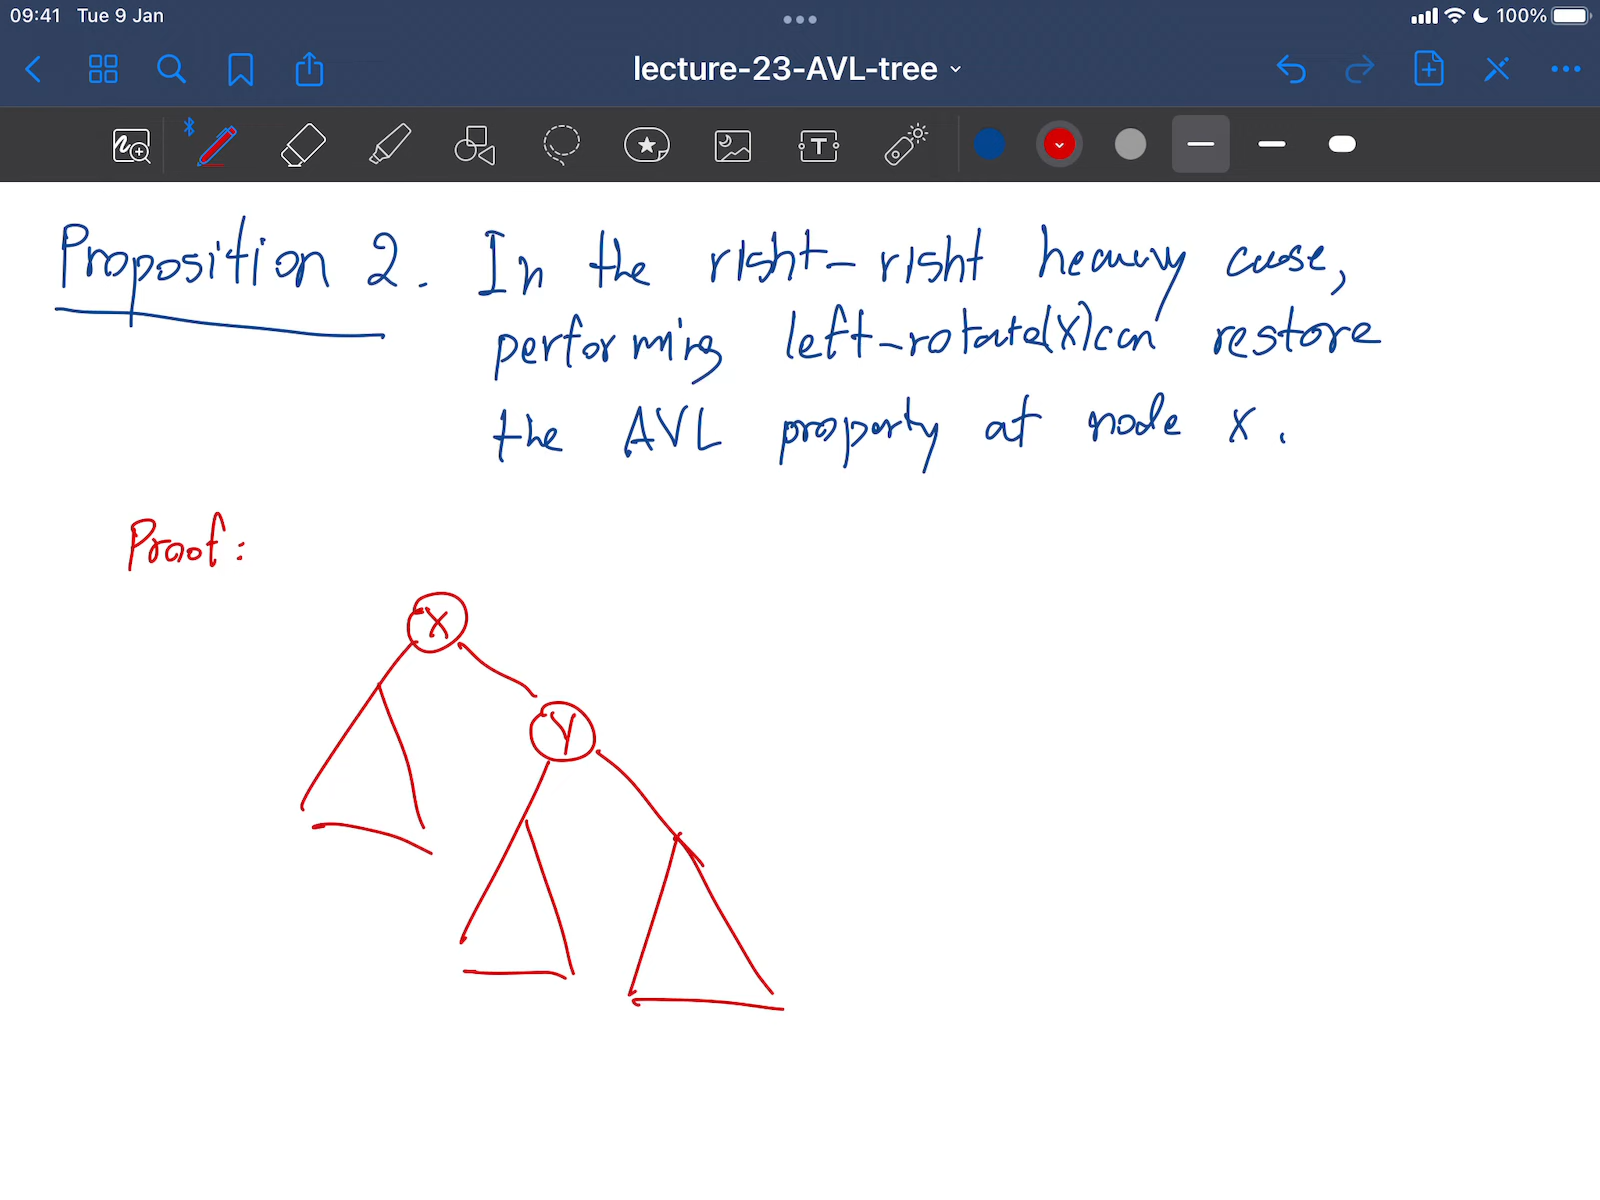 09:41 Tue 9 Jan
100%
lecture-23-AVL-tree
T
Proposition 2. In the right-right heavy case,
performing left-rotate(x) can restore
the AVL property at node x.
Proof:
X
Y